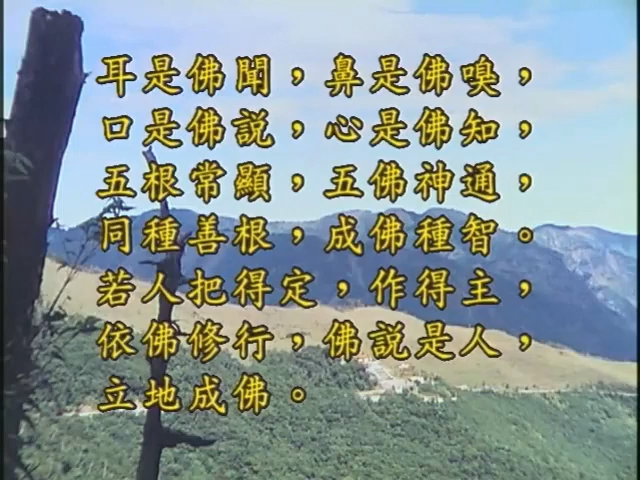 耳是佛聞，鼻是佛嗅，
口是佛說，心是佛知，
五根常顯，五佛神通，
同種善根，成佛種智。
若人把得定，作得主，
依佛修行，佛說是人，
立地成佛。